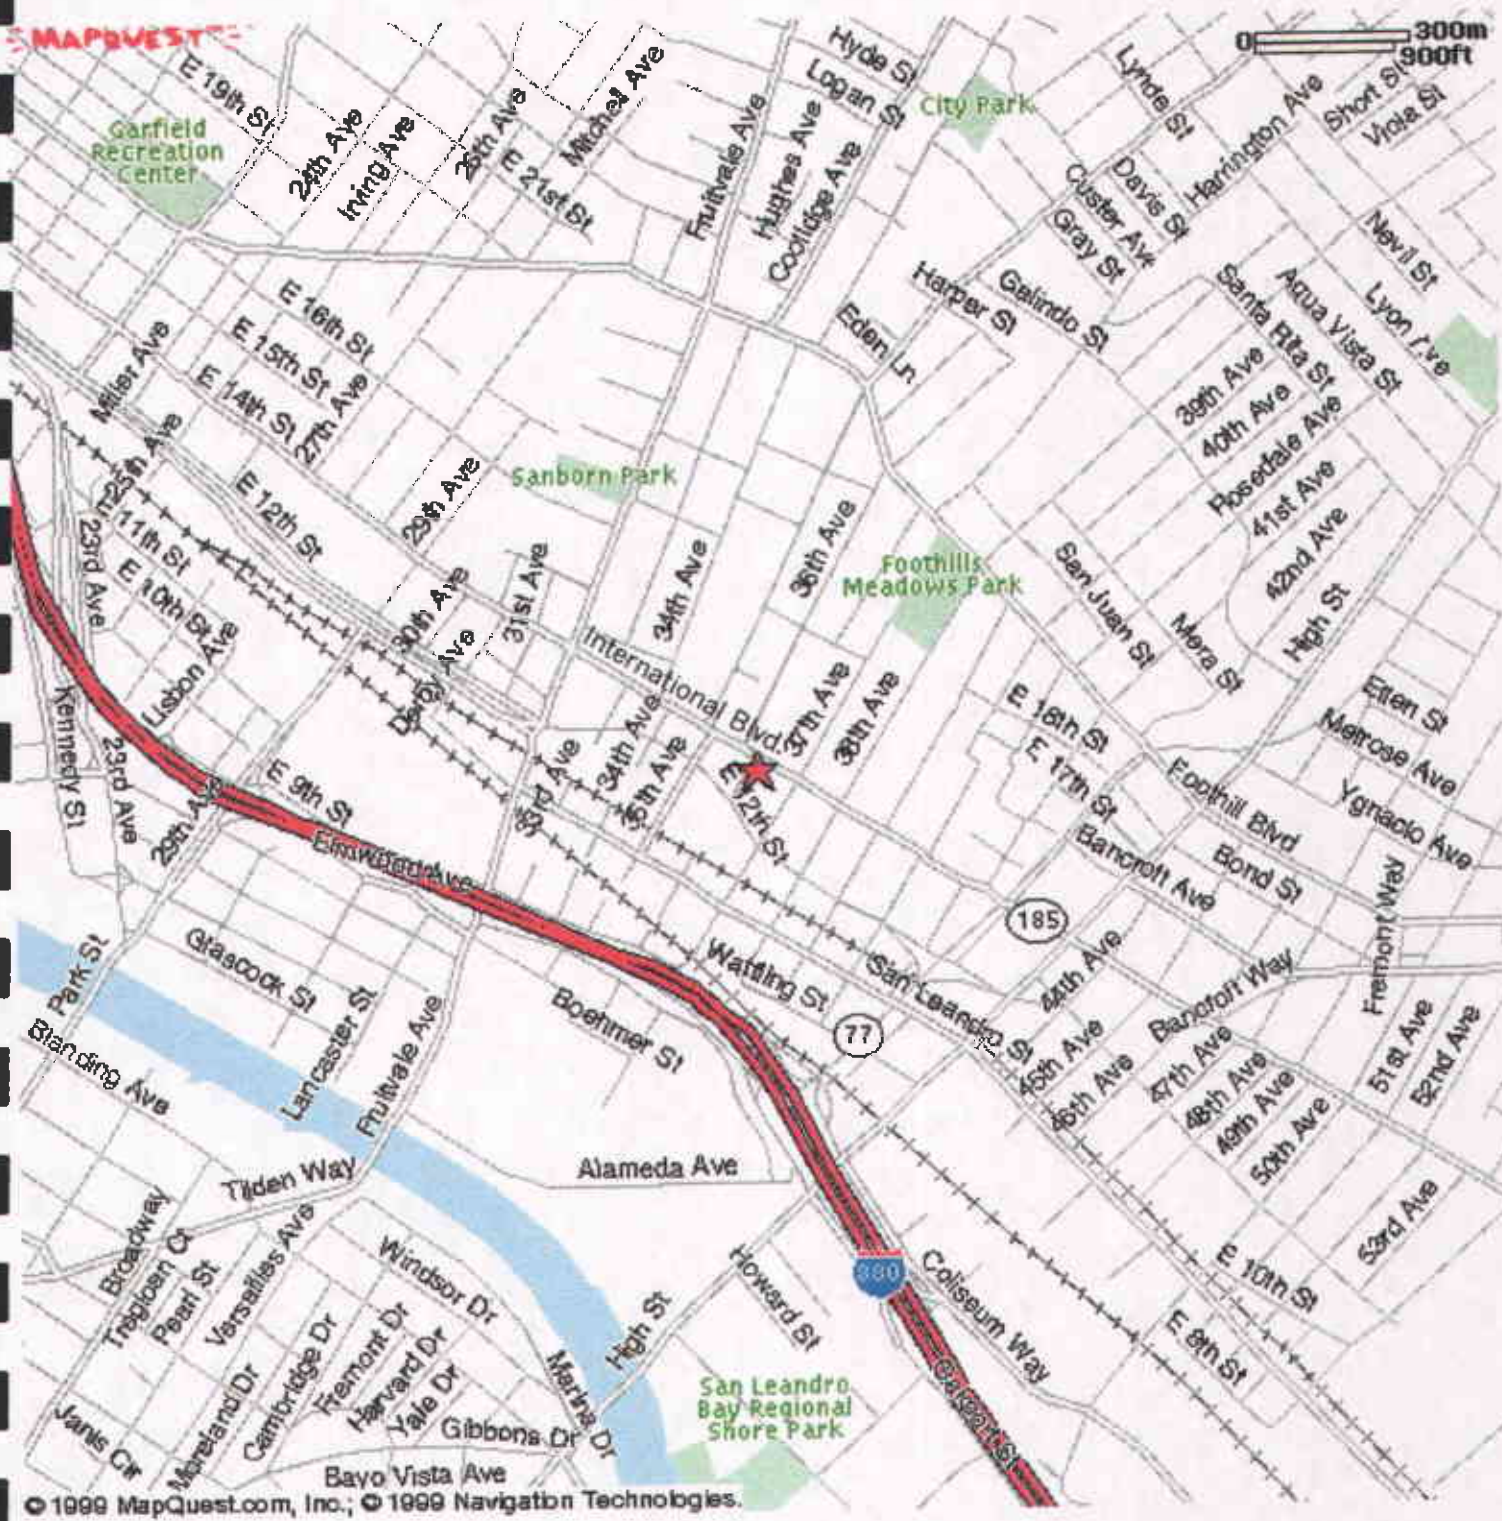 MAPQUEST
0 300m
900ft
Hyde St
Logan St
City Park
Lynde St
Harrington Ave
Short St
Viola St
E 19th St
Garfield
Recreation
Center
24th Ave
Irving Ave
25th Ave
E 21st St
Mitchell Ave
Fruitvale Ave
Hughes Ave
Coolidge Ave
Custer Ave
Davis St
Gray St
Nevil St
Harper St
Galindo St
Eden Ln
Santa Rita St
Aqua Vista St
Lyon Ave
E 16th St
E 15th St
E 14th St
27th Ave
Miller Ave
39th Ave
40th Ave
Rosedale Ave
41st Ave
42nd Ave
High St
25th Ave
E 11th St
E 12th St
29th Ave
Sanborn Park
36th Ave
Foothills
Meadows Park
San Juan St
Mera St
23rd Ave
E 10th St
Lisbon Ave
30th Ave
Derby Ave
31st Ave
34th Ave
International Blvd.
37th Ave
38th Ave
E 18th St
E 17th St
Etten St
Melrose Ave
Ygnacio Ave
Kennedy St
23rd Ave
29th Ave
E 9th St
Elmwood Ave
33rd Ave
34th Ave
35th Ave
E 12th St
Foothill Blvd
Bancroft Ave
Bond St
Fremont Way
185
Park St
Glascock St
Lancaster St
Fruitvale Ave
Boehmer St
Wattling St
77
San Leandro St
44th Ave
45th Ave
46th Ave
Bancroft Way
47th Ave
48th Ave
49th Ave
50th Ave
51st Ave
52nd Ave
53rd Ave
Blanding Ave
Tilden Way
Alameda Ave
Broadway
Tregloan Ct
Pearl St
Versailles Ave
Windsor Dr
Howard St
880
Coliseum Way
E 10th St
E 8th St
High St
Moreland Dr
Cambridge Dr
Fremont Dr
Harvard Dr
Yale Dr
Marina Dr
Gibbons Dr
Janis Cir
Bayo Vista Ave
San Leandro
Bay Regional
Shore Park
Oakport St
© 1999 MapQuest.com, Inc.; © 1999 Navigation Technologies.